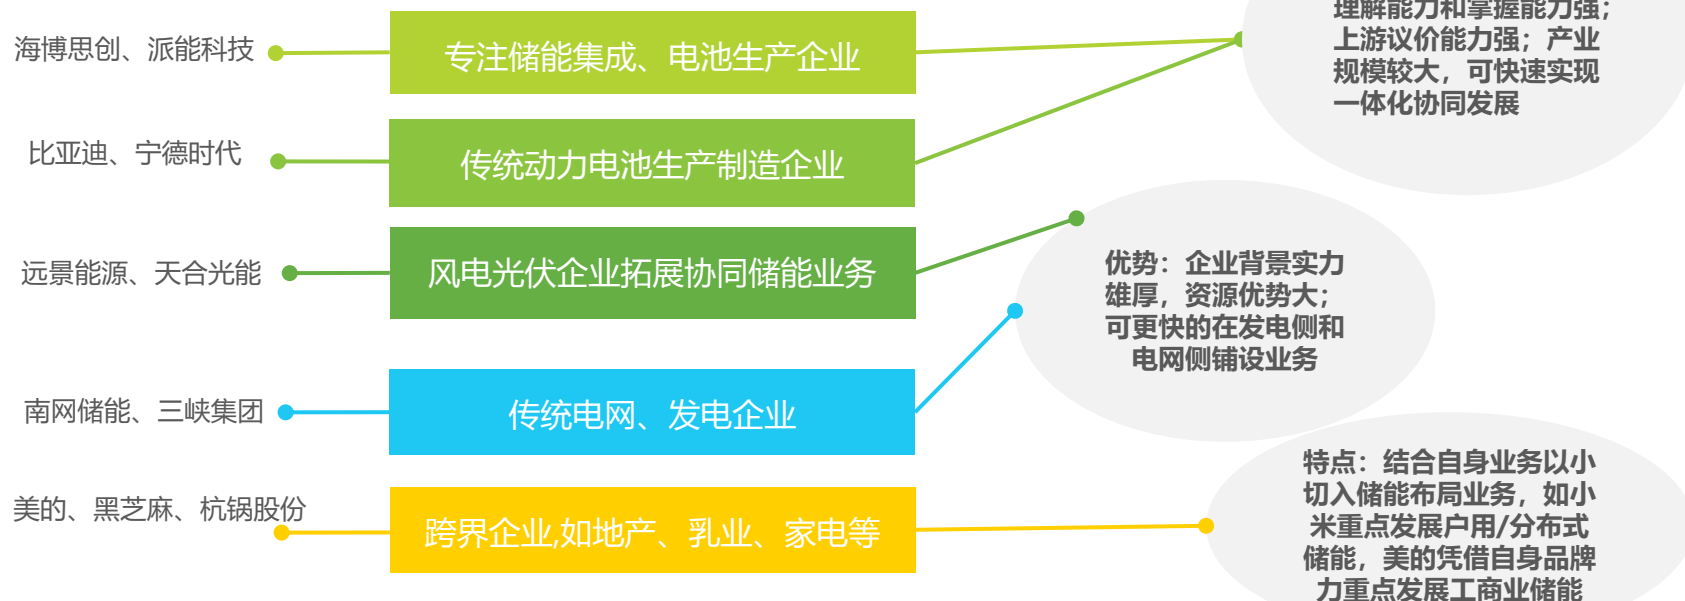 海博思创、派能科技
专注储能集成、电池生产企业
理解能力和掌握能力强；
上游议价能力强；产业
规模较大，可快速实现
一体化协同发展
比亚迪、宁德时代
传统动力电池生产制造企业
远景能源、天合光能
风电光伏企业拓展协同储能业务
优势：企业背景实力
雄厚，资源优势大；
可更快的在发电侧和
电网侧铺设业务
南网储能、三峡集团
传统电网、发电企业
美的、黑芝麻、杭锅股份
跨界企业,如地产、乳业、家电等
特点：结合自身业务以小
切入储能布局业务，如小
米重点发展户用/分布式
储能，美的凭借自身品牌
力重点发展工商业储能